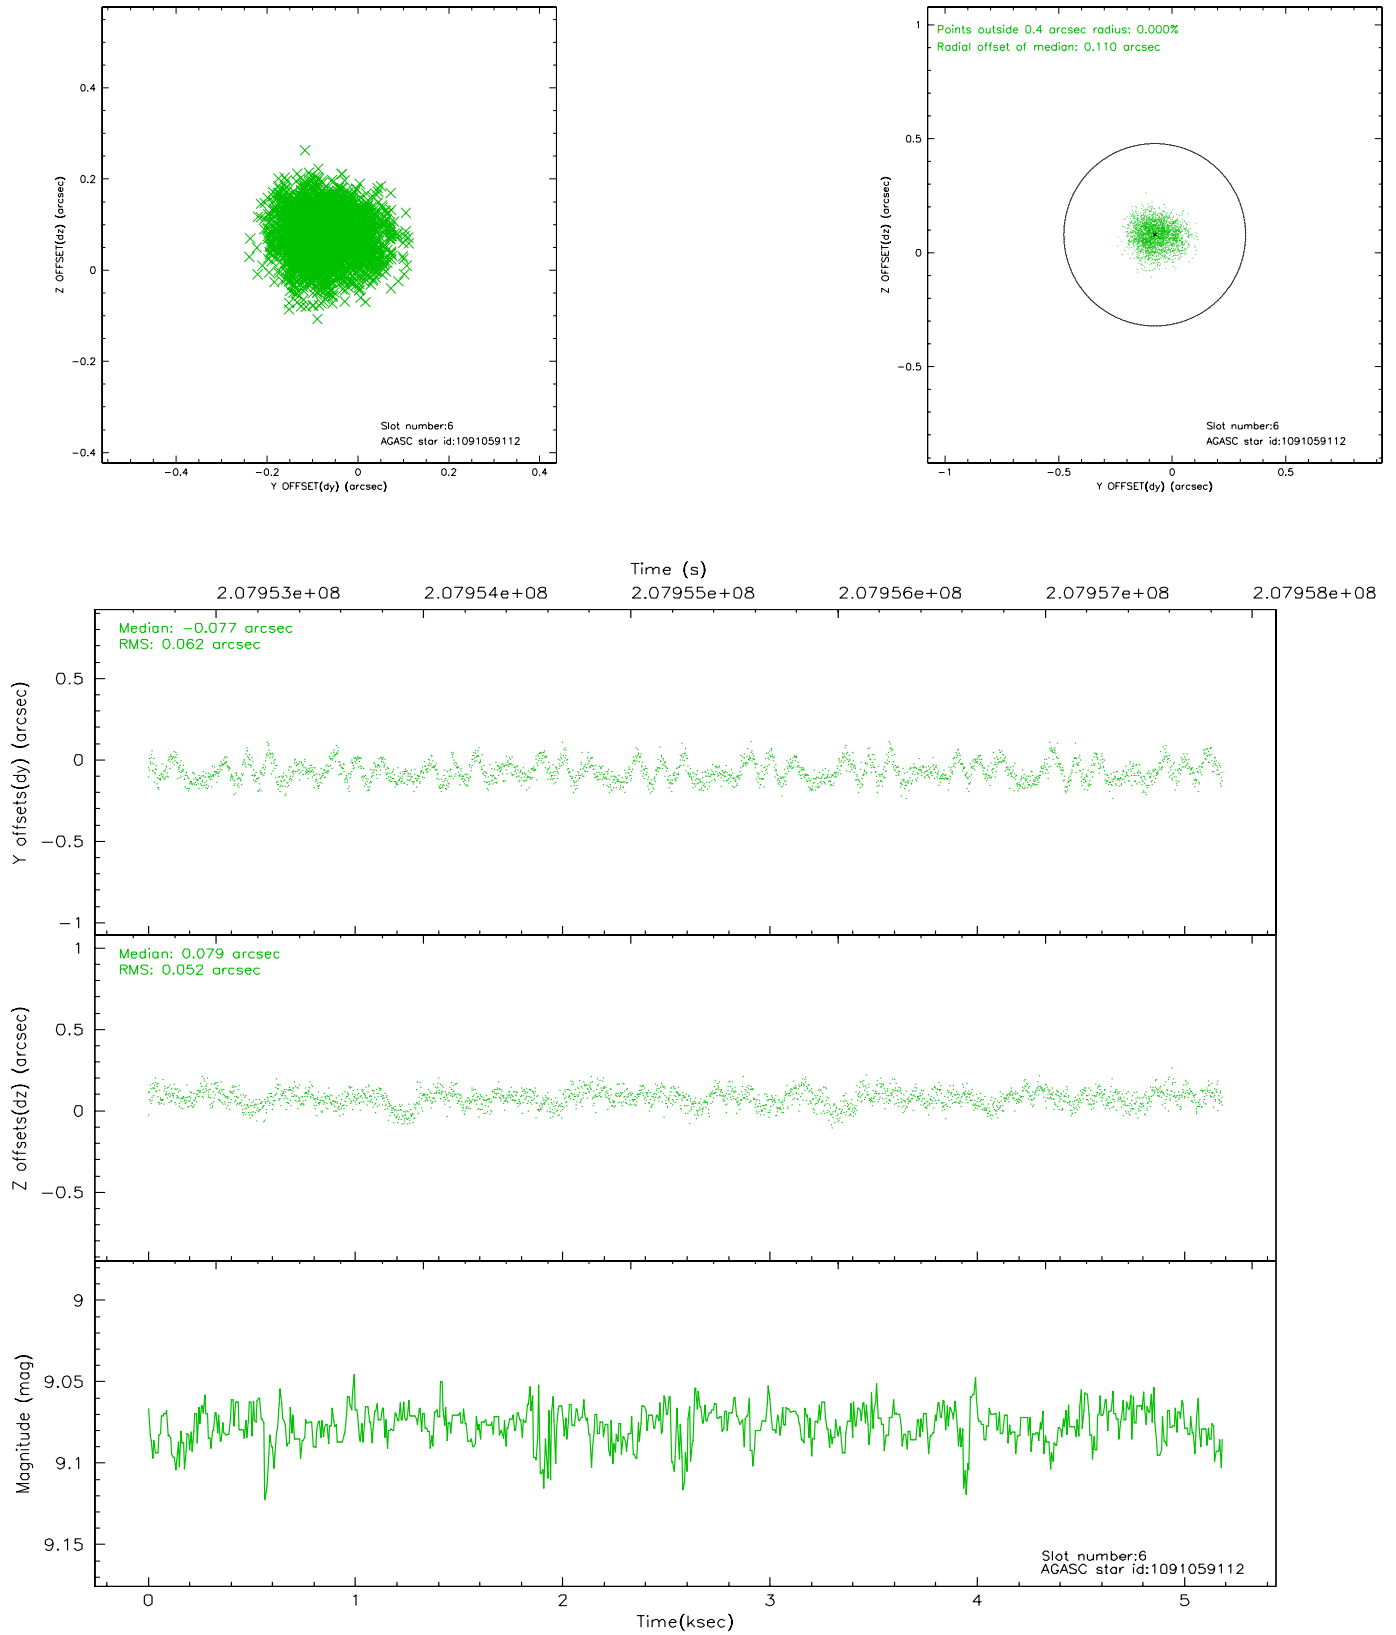 0.4
0.2
0
−0.2
−0.4
Z OFFSET(dz) (arcsec)
Slot number:6
AGASC star id:1091059112
−0.4
−0.2
0
0.2
0.4
Y OFFSET(dy) (arcsec)
Points outside 0.4 arcsec radius: 0.000%
Radial offset of median: 0.110 arcsec
1
0.5
0
−0.5
Z OFFSET(dz) (arcsec)
Slot number:6
AGASC star id:1091059112
−1
−0.5
0
0.5
Y OFFSET(dy) (arcsec)
Time (s)
2.07953e+08
2.07954e+08
2.07955e+08
2.07956e+08
2.07957e+08
2.07958e+08
Median: −0.077 arcsec
RMS: 0.062 arcsec
0.5
0
−0.5
−1
Y offsets(dy) (arcsec)
Median: 0.079 arcsec
RMS: 0.052 arcsec
1
0.5
0
−0.5
Z offsets(dz) (arcsec)
9
9.05
9.1
9.15
Magnitude (mag)
Slot number:6
AGASC star id:1091059112
0
1
2
3
4
5
Time(ksec)